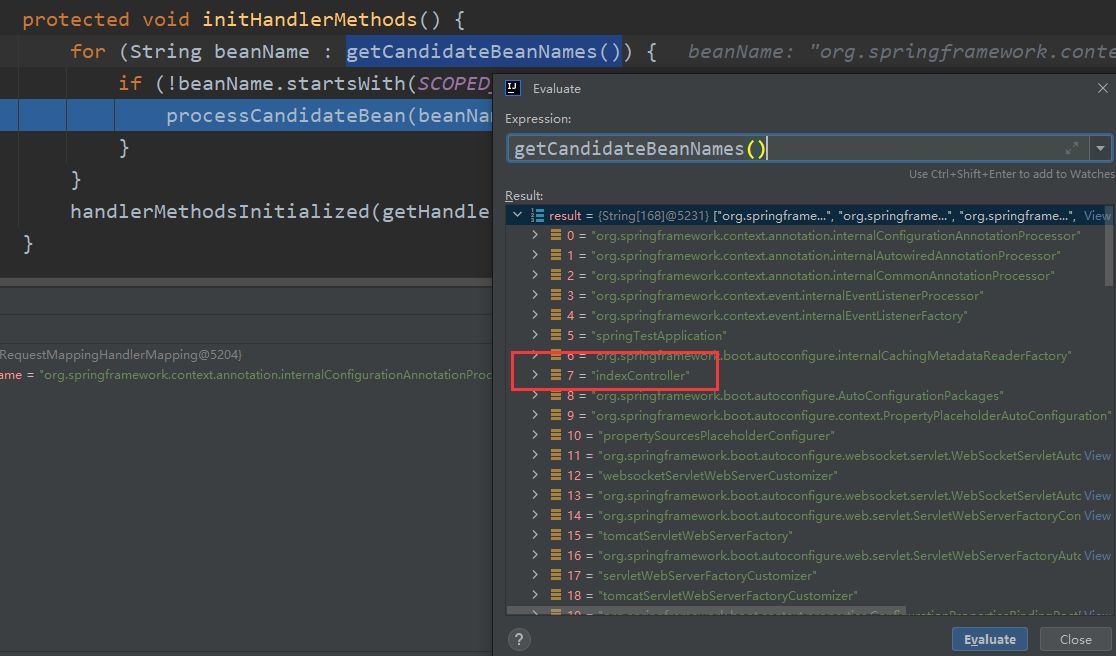 protected void initHandlerMethods() {
for (String beanName : getCandidateBeanNames()) { beanName: "org.springframework.conte
if (!beanName.startsWith(SCOPED_
processCandidateBean(beanNa
}
}
handlerMethodsInitialized(getHandle
}
RequestMappingHandlerMapping@5204}
ame = "org.springframework.context.annotation.internalConfigurationAnnotationProc
Evaluate
Expression:
getCandidateBeanNames()
Use Ctrl+Shift+Enter to add to Watches
Result:
result = {String[168]@5231} ["org.springframe...", "org.springframe...", "org.springframe...", View
0 = "org.springframework.context.annotation.internalConfigurationAnnotationProcessor"
1 = "org.springframework.context.annotation.internalAutowiredAnnotationProcessor"
2 = "org.springframework.context.annotation.internalCommonAnnotationProcessor"
3 = "org.springframework.context.event.internalEventListenerProcessor"
4 = "org.springframework.context.event.internalEventListenerFactory"
5 = "springTestApplication"
6 = "org.springframework.boot.autoconfigure.internalCachingMetadataReaderFactory"
7 = "indexController"
8 = "org.springframework.boot.autoconfigure.AutoConfigurationPackages"
9 = "org.springframework.boot.autoconfigure.context.PropertyPlaceholderAutoConfiguration"
10 = "propertySourcesPlaceholderConfigurer"
11 = "org.springframework.boot.autoconfigure.websocket.servlet.WebSocketServletAutc View
12 = "websocketServletWebServerCustomizer"
13 = "org.springframework.boot.autoconfigure.websocket.servlet.WebSocketServletAutc View
14 = "org.springframework.boot.autoconfigure.web.servlet.ServletWebServerFactoryCon View
15 = "tomcatServletWebServerFactory"
16 = "org.springframework.boot.autoconfigure.web.servlet.ServletWebServerFactoryAutc View
17 = "servletWebServerFactoryCustomizer"
18 = "tomcatServletWebServerFactoryCustomizer"
?
Evaluate
Close